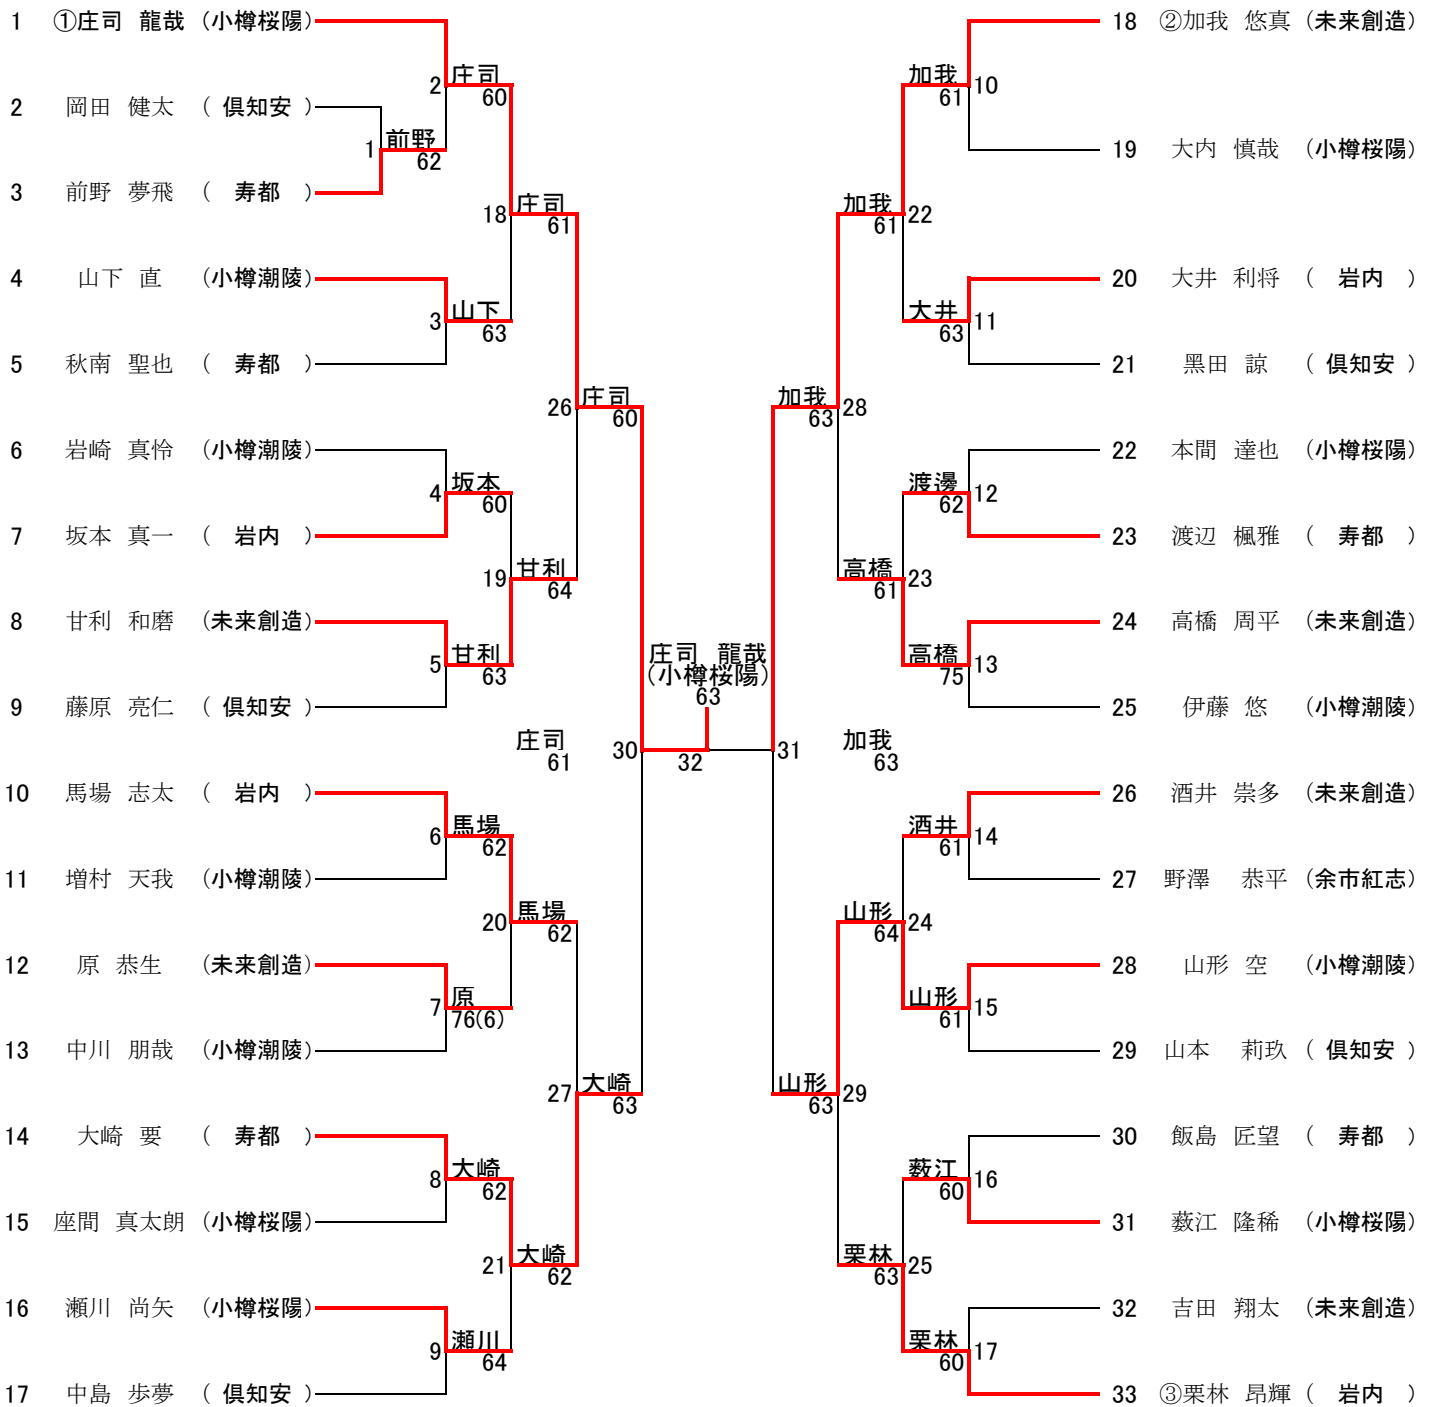 1 ①庄司 龍哉 (小樽桜陽)
2 岡田 健太 ( 倶知安 )
3 前野 夢飛 ( 寿都 )
4 山下 直 (小樽潮陵)
5 秋南 聖也 ( 寿都 )
6 岩崎 真怜 (小樽潮陵)
7 坂本 真一 ( 岩内 )
8 甘利 和磨 (未来創造)
9 藤原 亮仁 ( 倶知安 )
10 馬場 志太 ( 岩内 )
11 増村 天我 (小樽潮陵)
12 原 恭生 (未来創造)
13 中川 朋哉 (小樽潮陵)
14 大崎 要 ( 寿都 )
15 座間 真太朗 (小樽桜陽)
16 瀬川 尚矢 (小樽桜陽)
17 中島 歩夢 ( 倶知安 )
1 前野
62
2 庄司
60
3 山下
63
4 坂本
60
5 甘利
63
6 馬場
62
7 原
76(6)
8 大崎
62
9 瀬川
64
18 庄司
61
19 甘利
64
20 馬場
62
21 大崎
62
26 庄司
60
27 大崎
63
庄司
61
30
庄司 龍哉
(小樽桜陽)
63
32
31
加我
63
加我 28
63
山形 29
63
加我 22
61
高橋 23
61
山形 24
64
栗林 25
63
加我 10
61
大井 11
63
渡邊 12
62
高橋 13
75
酒井 14
61
山形 15
61
薮江 16
60
栗林 17
60
18 ②加我 悠真 (未来創造)
19 大内 慎哉 (小樽桜陽)
20 大井 利将 ( 岩内 )
21 黒田 諒 ( 倶知安 )
22 本間 達也 (小樽桜陽)
23 渡辺 楓雅 ( 寿都 )
24 高橋 周平 (未来創造)
25 伊藤 悠 (小樽潮陵)
26 酒井 崇多 (未来創造)
27 野澤 恭平 (余市紅志)
28 山形 空 (小樽潮陵)
29 山本 莉玖 ( 倶知安 )
30 飯島 匠望 ( 寿都 )
31 薮江 隆稀 (小樽桜陽)
32 吉田 翔太 (未来創造)
33 ③栗林 昂輝 ( 岩内 )